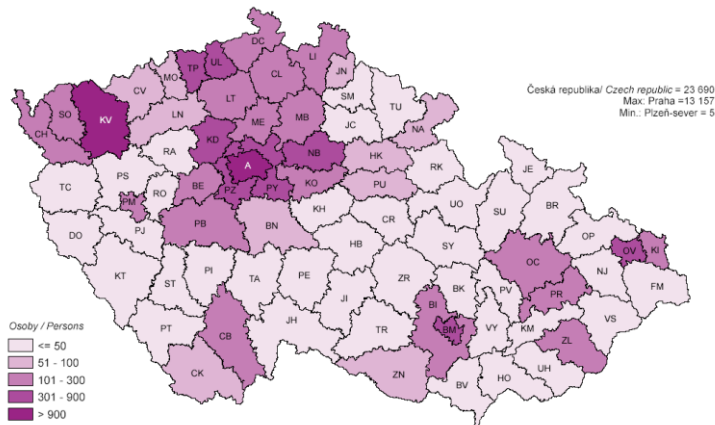 DC
LI
TP
UL
JN
MO
CL
CV
SM
TU
Česká republika/ Czech republic = 23 690
Max: Praha =13 157
Min.: Plzeň-sever = 5
SO
KV
LT
LN
ME
MB
JC
NA
CH
KD
RA
A
NB
HK
RK
JE
TC
PS
PM
RO
BE
PZ
PY
KO
PU
UO
SU
BR
DO
PJ
PB
BN
KH
CR
SY
OP
OV
KI
KT
ST
PI
TA
PE
HB
ZR
BK
PV
OC
PR
NJ
FM
Osoby / Persons
<= 50
51 - 100
101 - 300
301 - 900
> 900
PT
CB
JH
JI
TR
BI
BM
VY
KM
VS
ZL
CK
ZN
BV
HO
UH